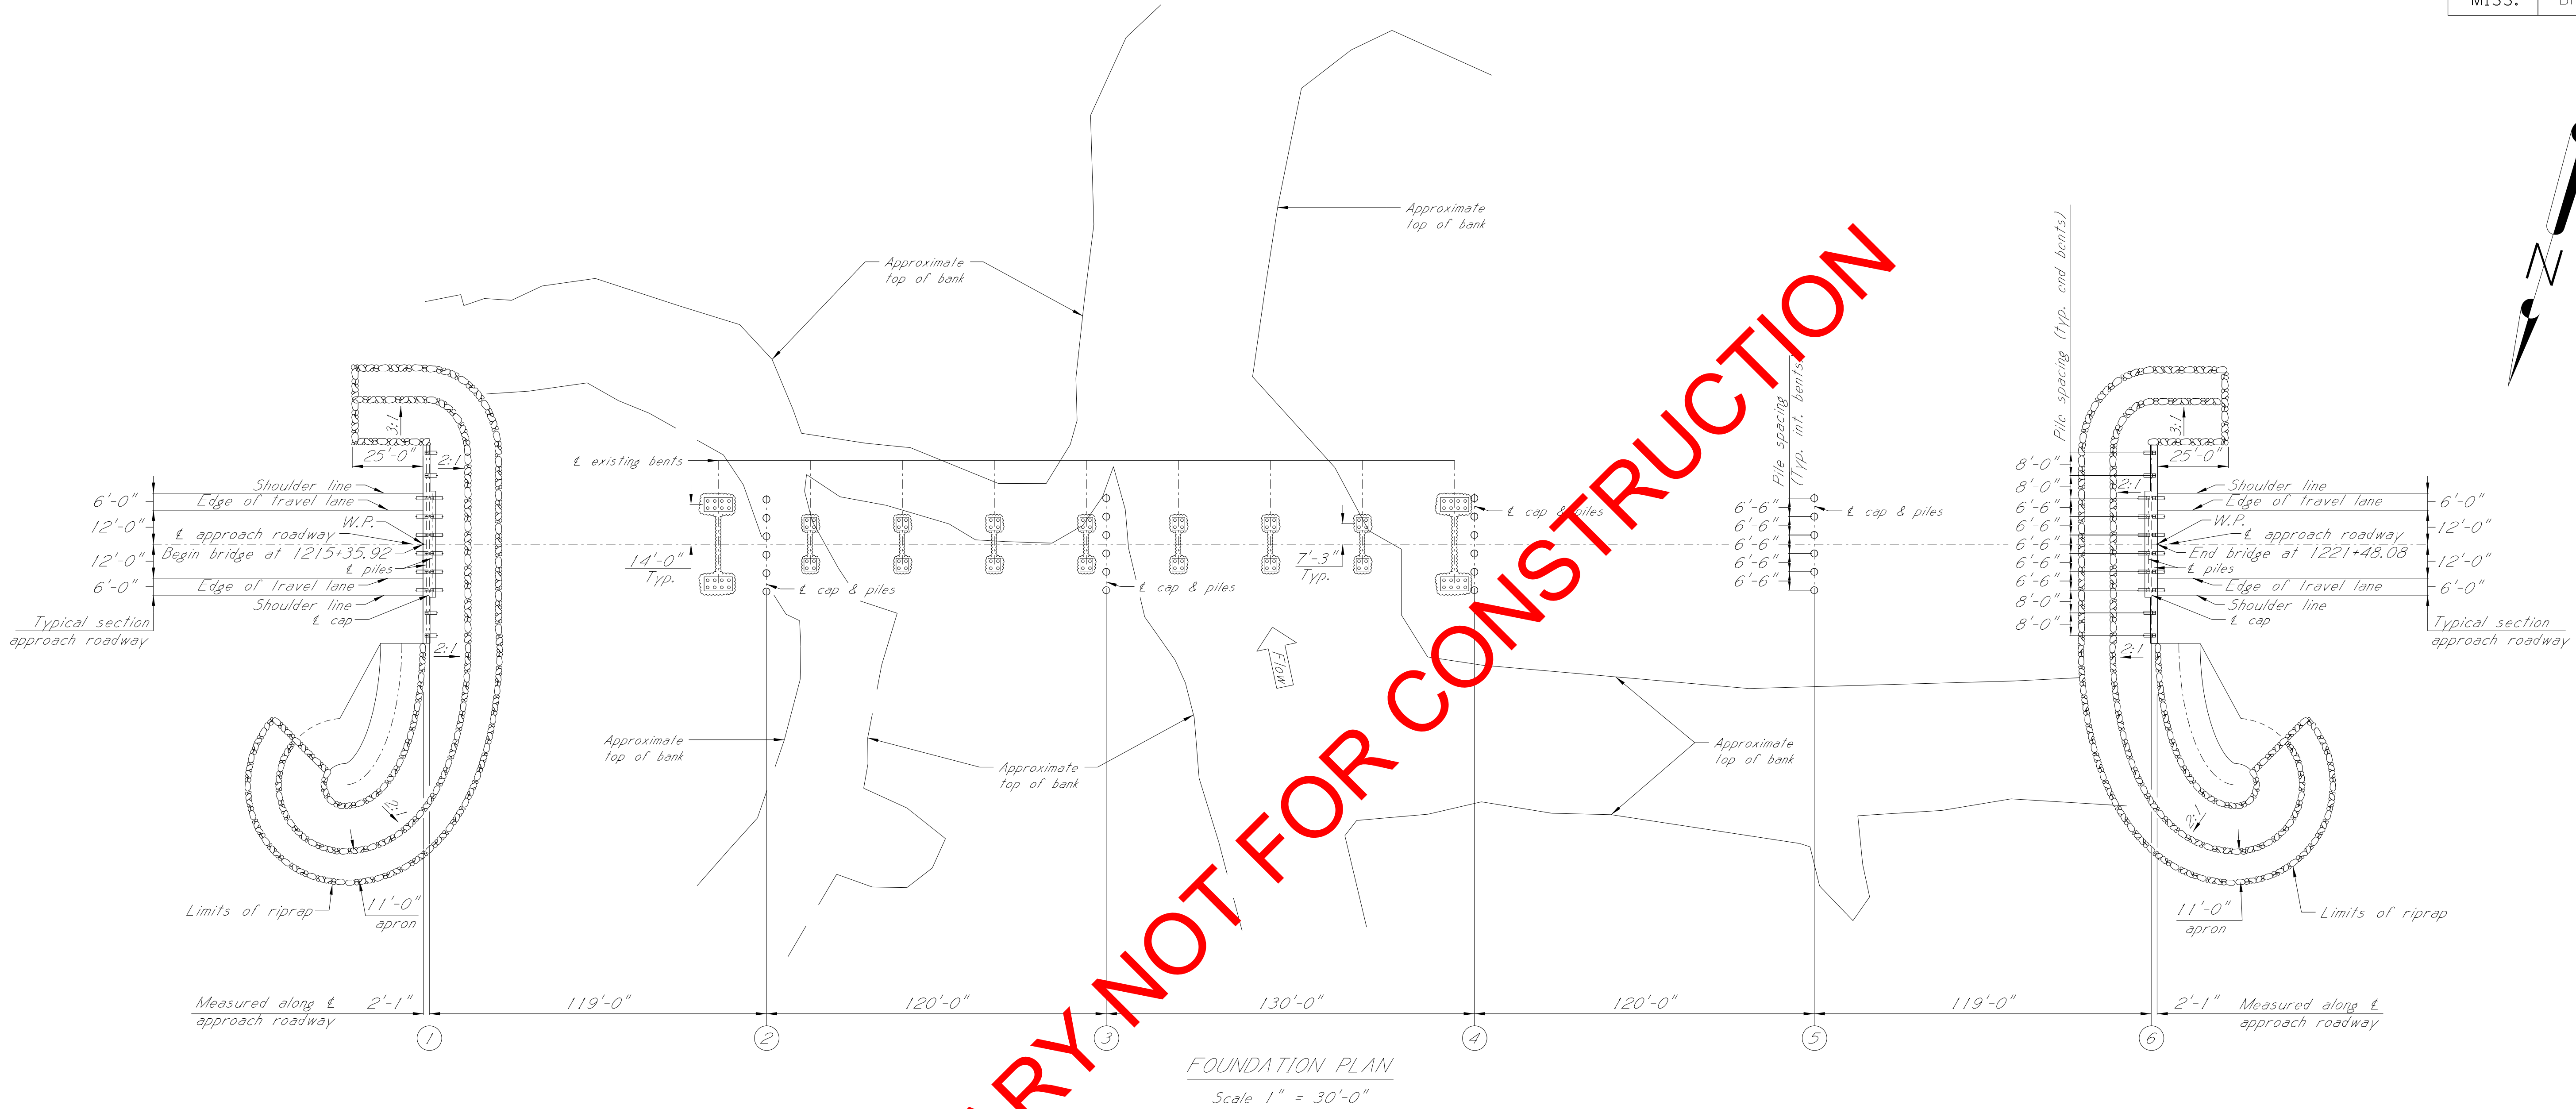 MISS.
Approximate
top of bank
Approximate
top of bank
Pile spacing (typ. end bents)
N
Pile spacing
(Typ. int. bents)
3:1
25'-0"
2:1
℄ existing bents
3:1
25'-0"
2:1
Shoulder line
Edge of travel lane
W.P.
℄ approach roadway
Begin bridge at 1215+35.92
℄ piles
Edge of travel lane
Shoulder line
℄ cap
6'-0"
12'-0"
12'-0"
6'-0"
Typical section
approach roadway
2:1
14'-0"
Typ.
℄ cap & piles
℄ cap & piles
7'-3"
Typ.
℄ cap & piles
6'-6"
6'-6"
6'-6"
6'-6"
6'-6"
℄ cap & piles
8'-0"
8'-0"
6'-6"
6'-6"
6'-6"
6'-6"
6'-6"
8'-0"
8'-0"
Shoulder line
Edge of travel lane
W.P.
℄ approach roadway
End bridge at 1221+48.08
℄ piles
Edge of travel lane
Shoulder line
℄ cap
6'-0"
12'-0"
12'-0"
6'-0"
Typical section
approach roadway
2:1
Flow
Approximate
top of bank
Approximate
top of bank
Approximate
top of bank
2:1
2:1
Limits of riprap
11'-0"
apron
11'-0"
apron
Limits of riprap
Measured along ℄
approach roadway
2'-1"
119'-0"
120'-0"
130'-0"
120'-0"
119'-0"
2'-1"
Measured along ℄
approach roadway
1
2
3
4
5
6
FOUNDATION PLAN
Scale 1" = 30'-0"
NOT FOR CONSTRUCTION